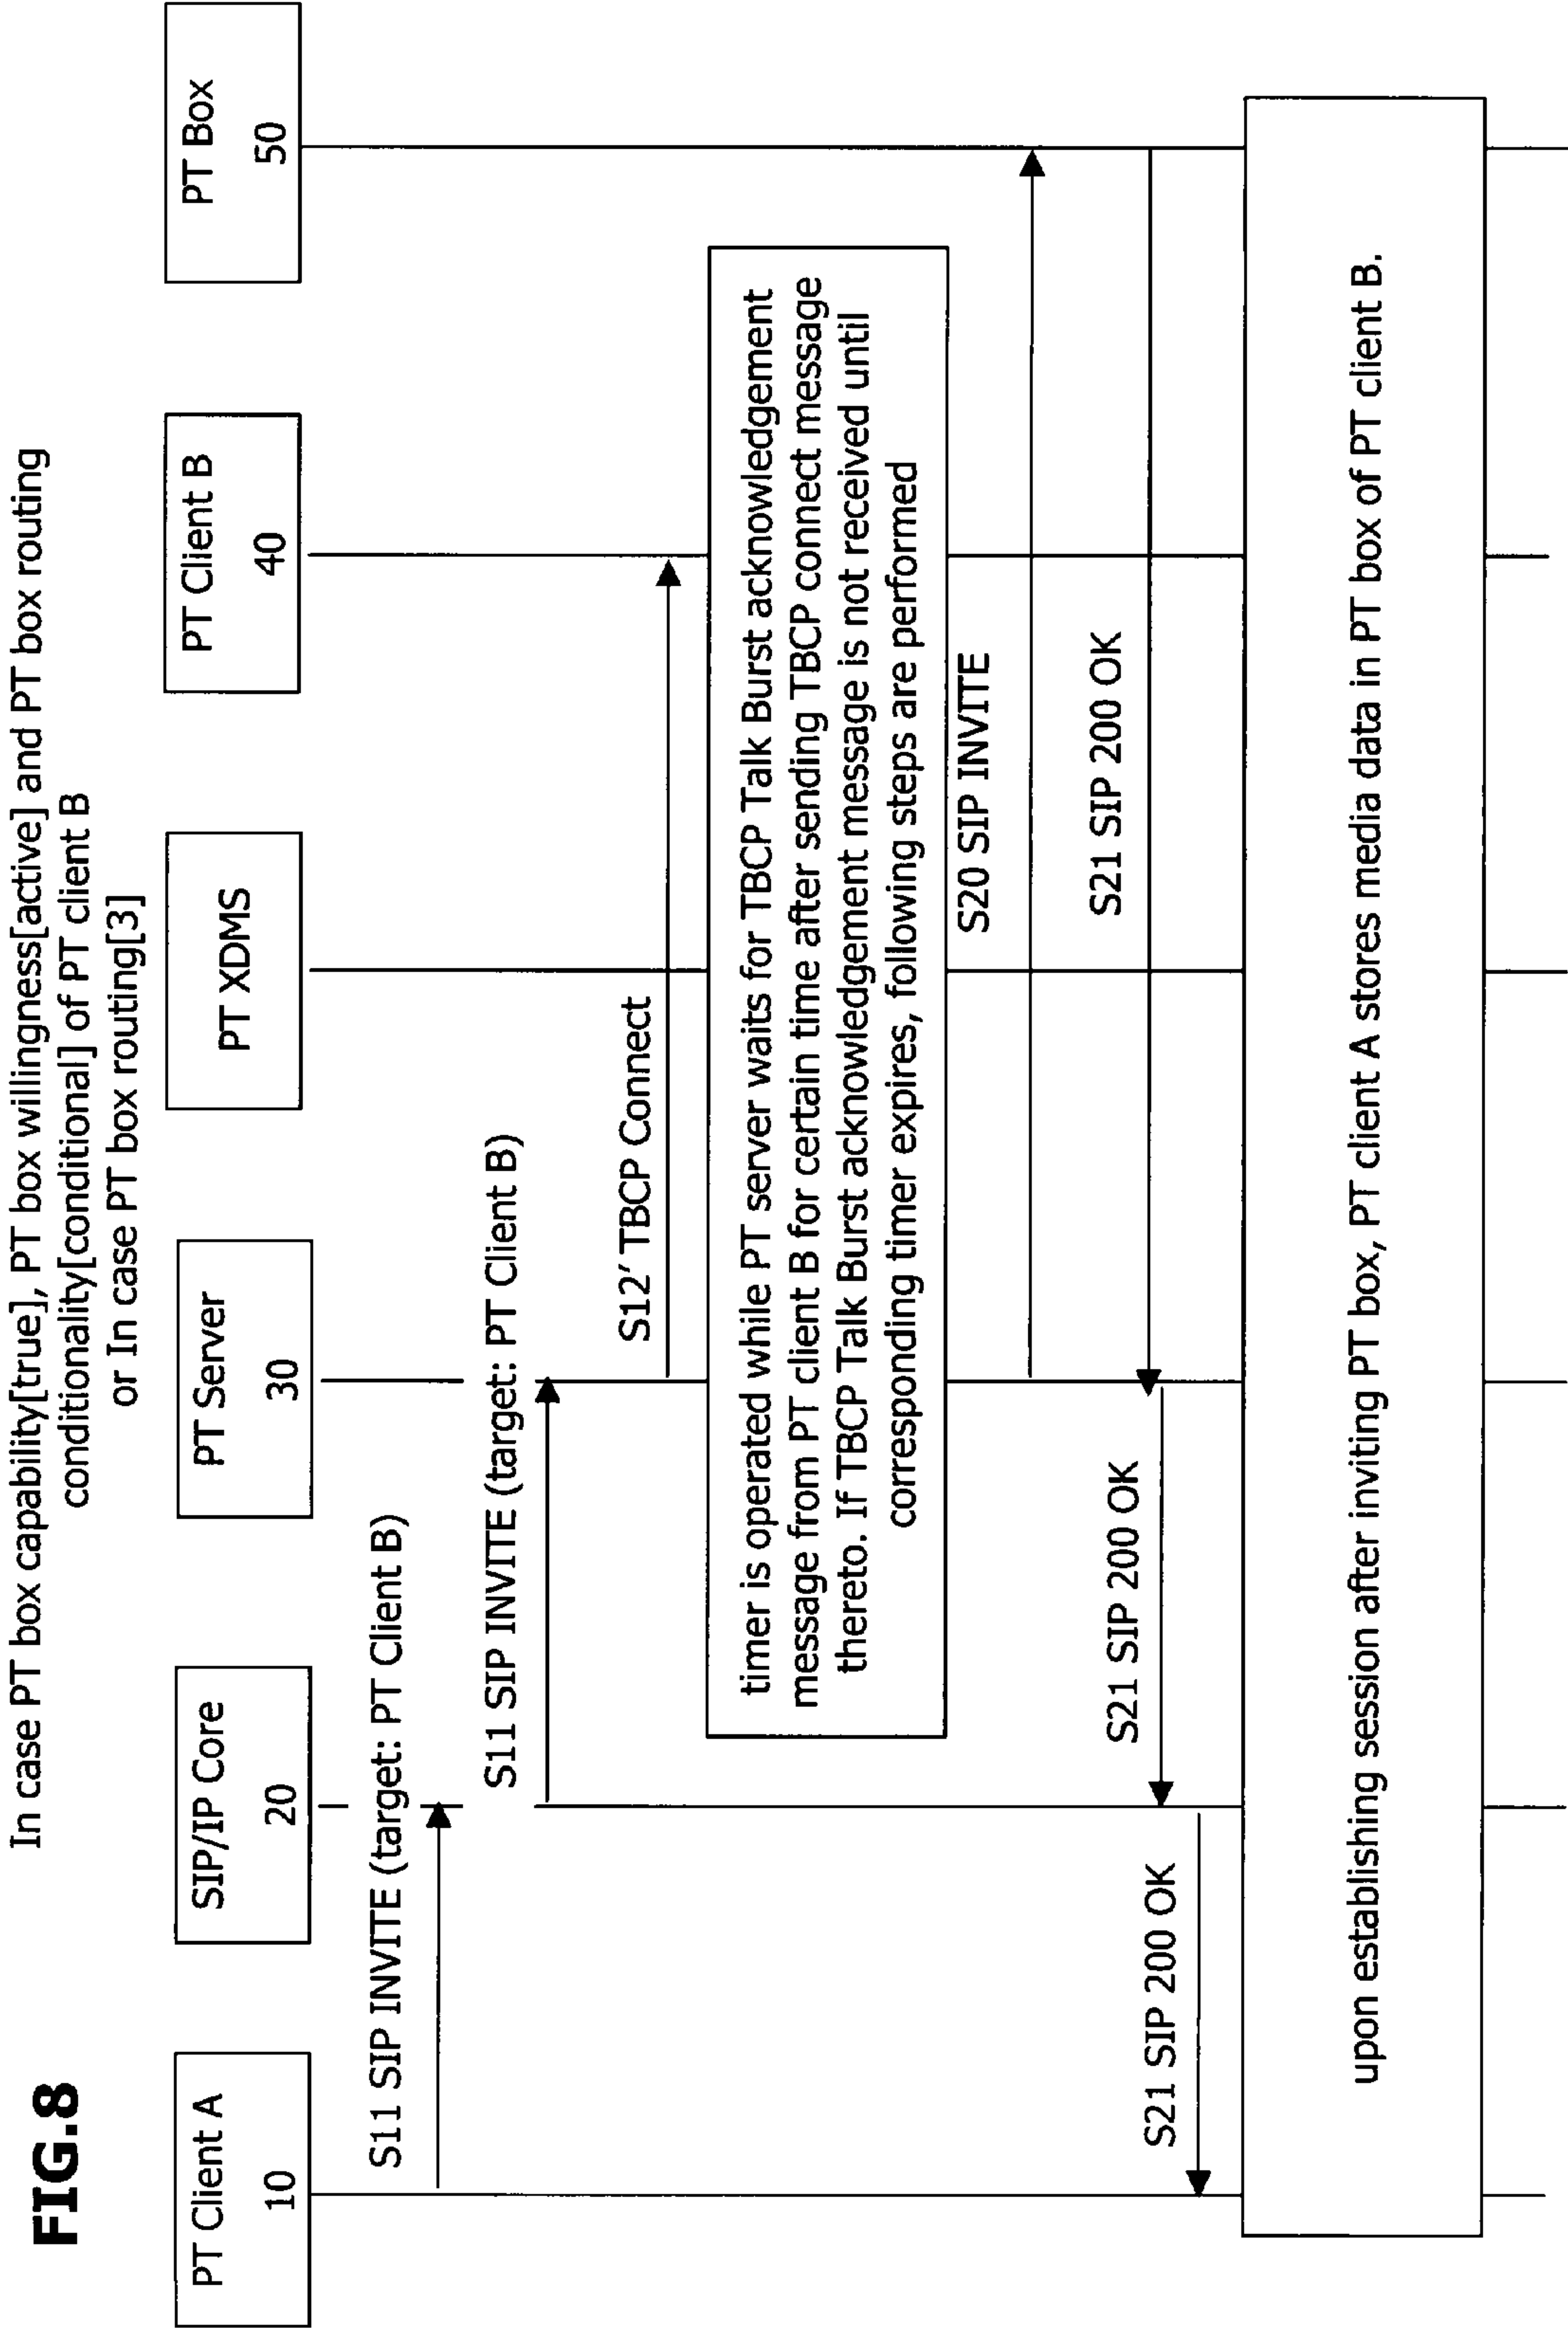 FIG.8
In case PT box capability[true], PT box willingness[active] and PT box routing
conditionality[conditional] of PT client B
or In case PT box routing[3]
PT Client A
10
SIP/IP Core
20
PT Server
30
PT XDMS
PT Client B
40
PT Box
50
S11 SIP INVITE (target: PT Client B)
S11 SIP INVITE (target: PT Client B)
S12' TBCP Connect
timer is operated while PT server waits for TBCP Talk Burst acknowledgement
message from PT client B for certain time after sending TBCP connect message
thereto. If TBCP Talk Burst acknowledgement message is not received until
corresponding timer expires, following steps are performed
S20 SIP INVITE
S21 SIP 200 OK
S21 SIP 200 OK
S21 SIP 200 OK
upon establishing session after inviting PT box, PT client A stores media data in PT box of PT client B.